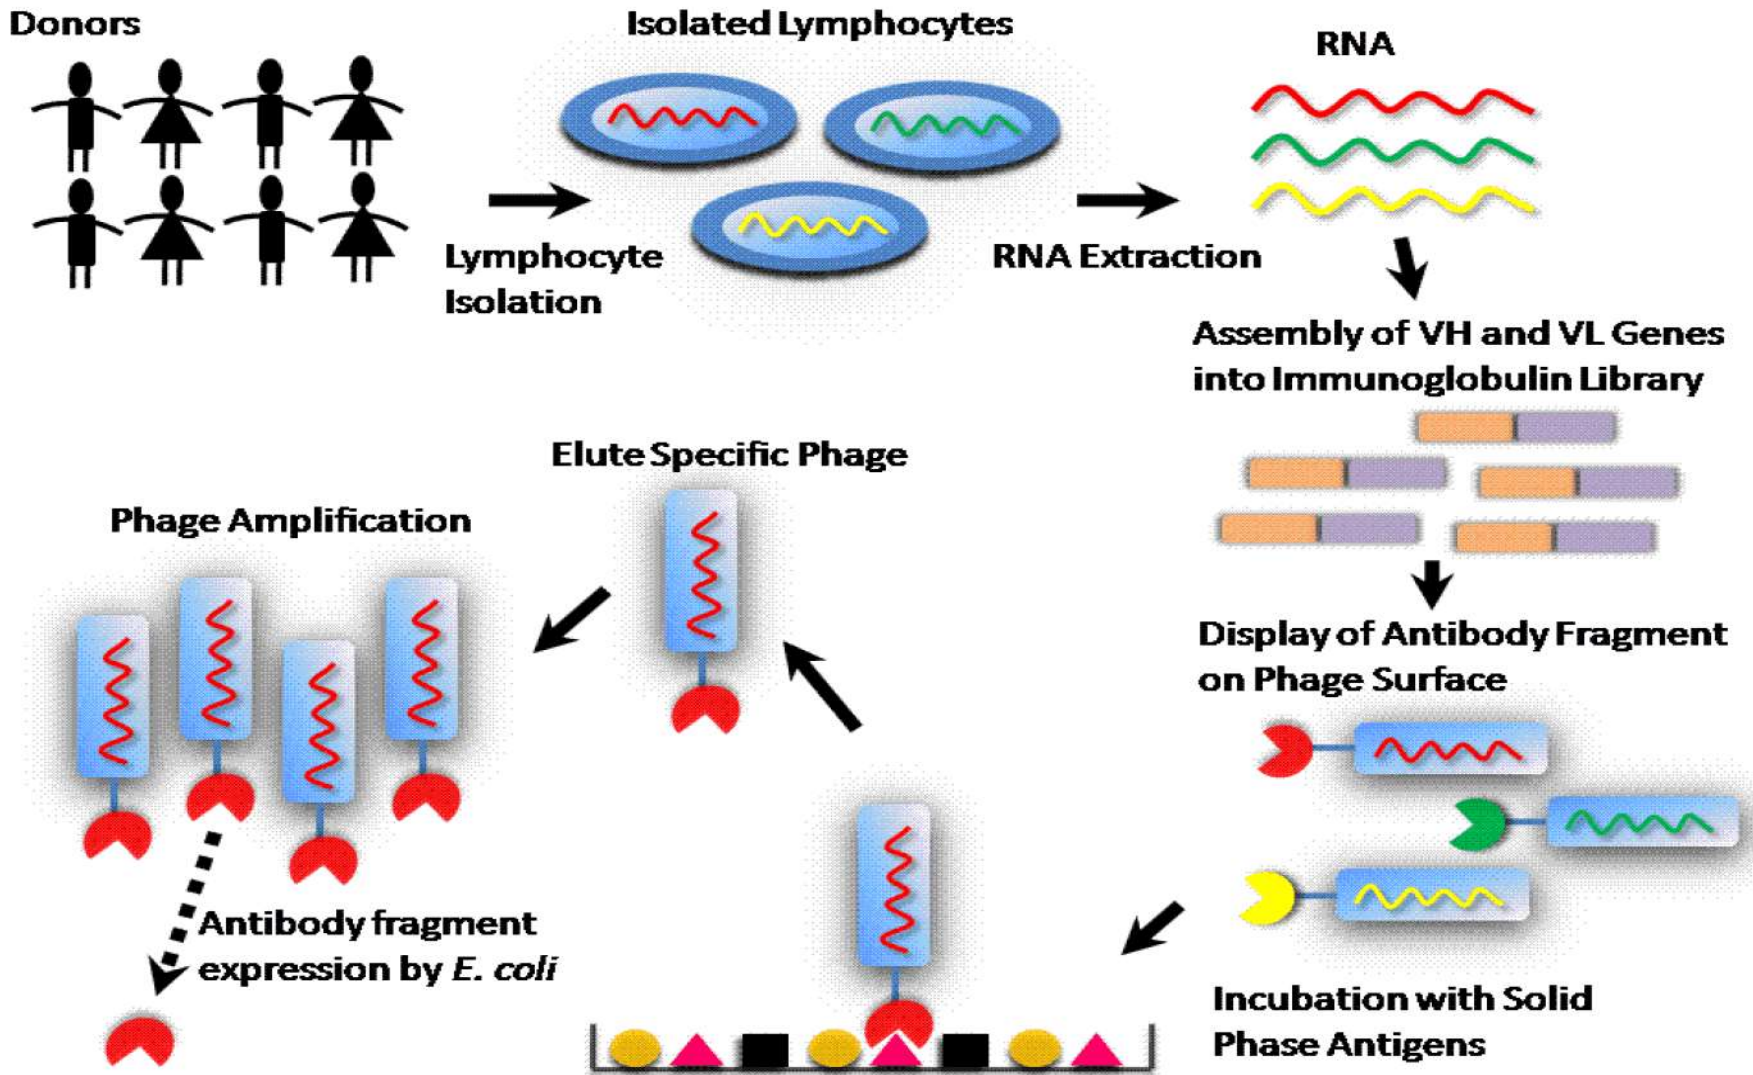 Donors
Isolated Lymphocytes
RNA
Lymphocyte
Isolation
RNA Extraction
Assembly of VH and VL Genes
into Immunoglobulin Library
Display of Antibody Fragment
on Phage Surface
Incubation with Solid
Phase Antigens
Elute Specific Phage
Phage Amplification
Antibody fragment
expression by E. coli